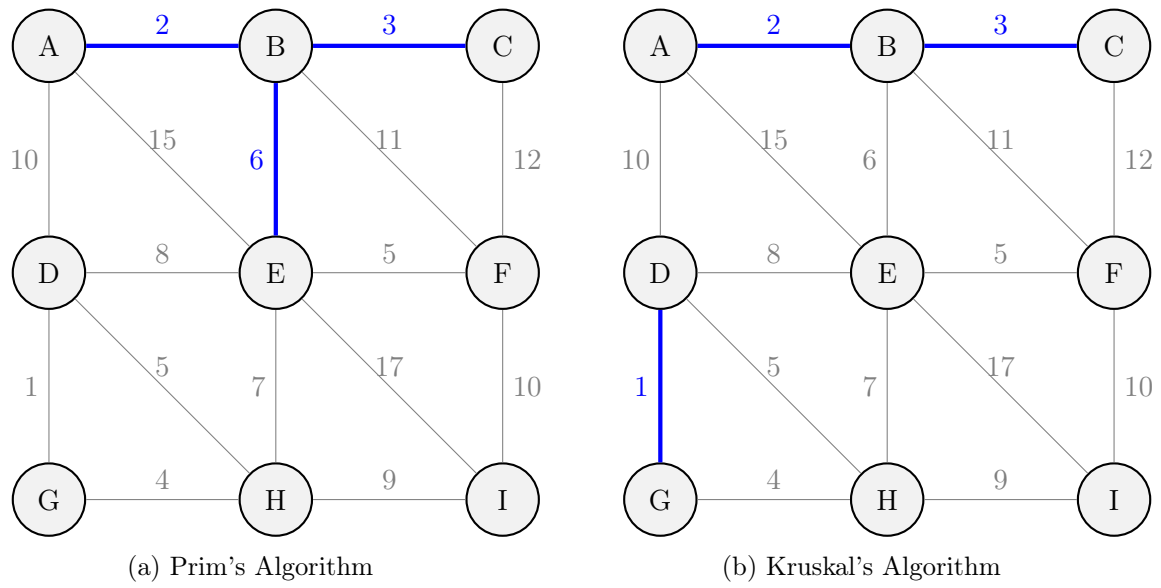 2 3 2 3
A B C A B C
15 11 15 11
10 6 12 10 6 12
8 5 8 5
D E F D E F
5 17 5 17
1 7 10 1 7 10
4 9 4 9
G H I G H I
(a) Prim's Algorithm (b) Kruskal's Algorithm